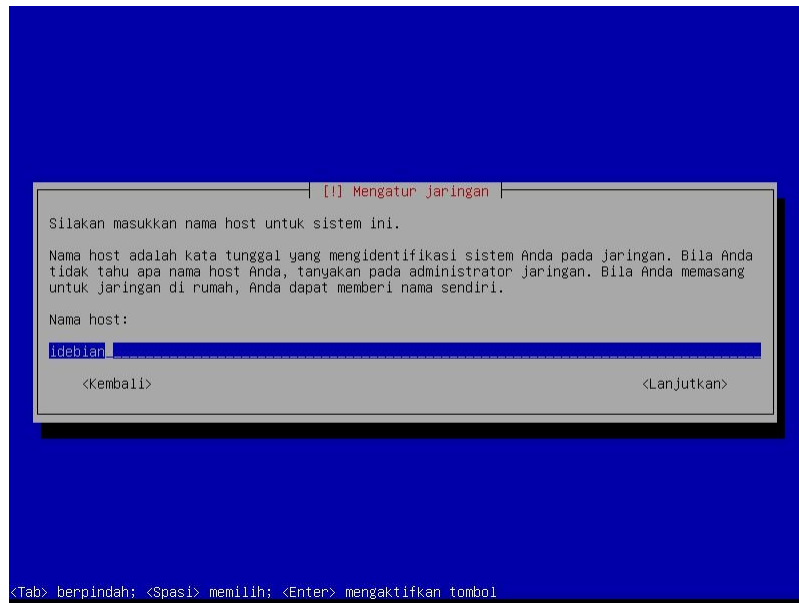 [!] Mengatur jaringan
Silakan masukkan nama host untuk sistem ini.
Nama host adalah kata tunggal yang mengidentifikasi sistem Anda pada jaringan. Bila Anda
tidak tahu apa nama host Anda, tanyakan pada administrator jaringan. Bila Anda memasang
untuk jaringan di rumah, Anda dapat memberi nama sendiri.
Nama host:
idebian
<Kembali> <Lanjutkan>
<Tab> berpindah; <Spasi> memilih; <Enter> mengaktifkan tombol